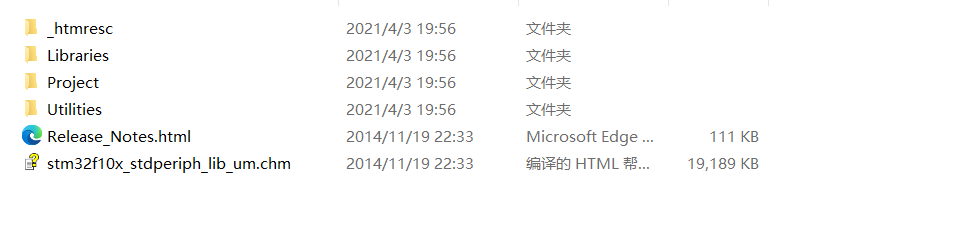 _htmresc 2021/4/3 19:56 文件夹
Libraries 2021/4/3 19:56 文件夹
Project 2021/4/3 19:56 文件夹
Utilities 2021/4/3 19:56 文件夹
Release_Notes.html 2014/11/19 22:33 Microsoft Edge ... 111 KB
stm32f10x_stdperiph_lib_um.chm 2014/11/19 22:33 编译的 HTML 帮... 19,189 KB